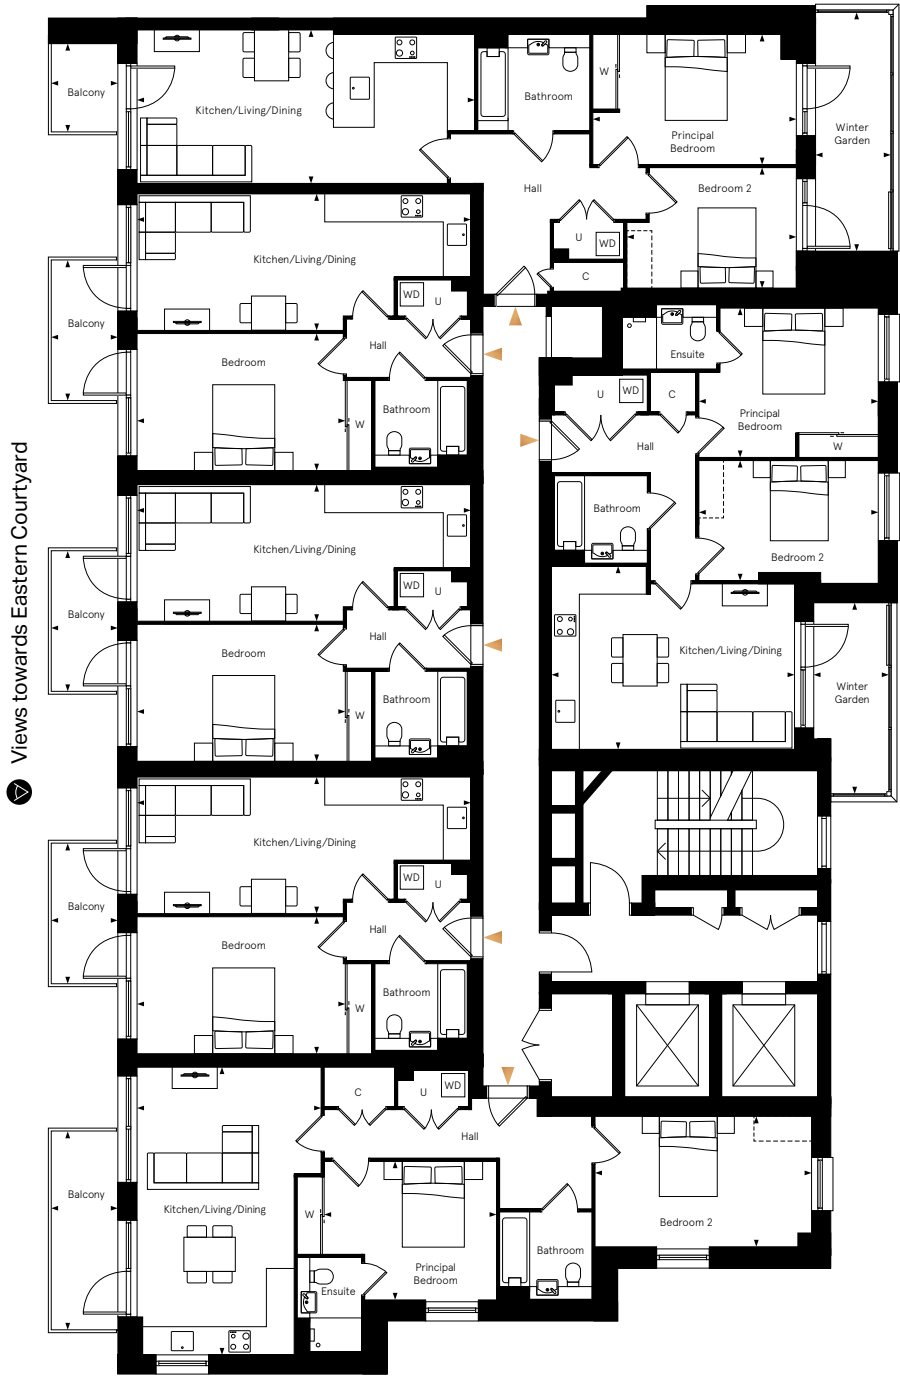 Balcony
Kitchen/Living/Dining
Bathroom
W
Principal
Bedroom
Winter
Garden
Hall
Bedroom 2
U
WD
C
Kitchen/Living/Dining
WD
U
Balcony
Hall
Bedroom
Bathroom
W
Ensuite
U
WD
C
Principal
Bedroom
Hall
W
Bathroom
Bedroom 2
Kitchen/Living/Dining
Winter
Garden
Views towards Eastern Courtyard
Kitchen/Living/Dining
WD
U
Balcony
Hall
Bedroom
Bathroom
W
Kitchen/Living/Dining
WD
U
Balcony
Hall
Bedroom
Bathroom
W
C
U
WD
Hall
Balcony
Kitchen/Living/Dining
W
Principal
Bedroom
Ensuite
Bathroom
Bedroom 2